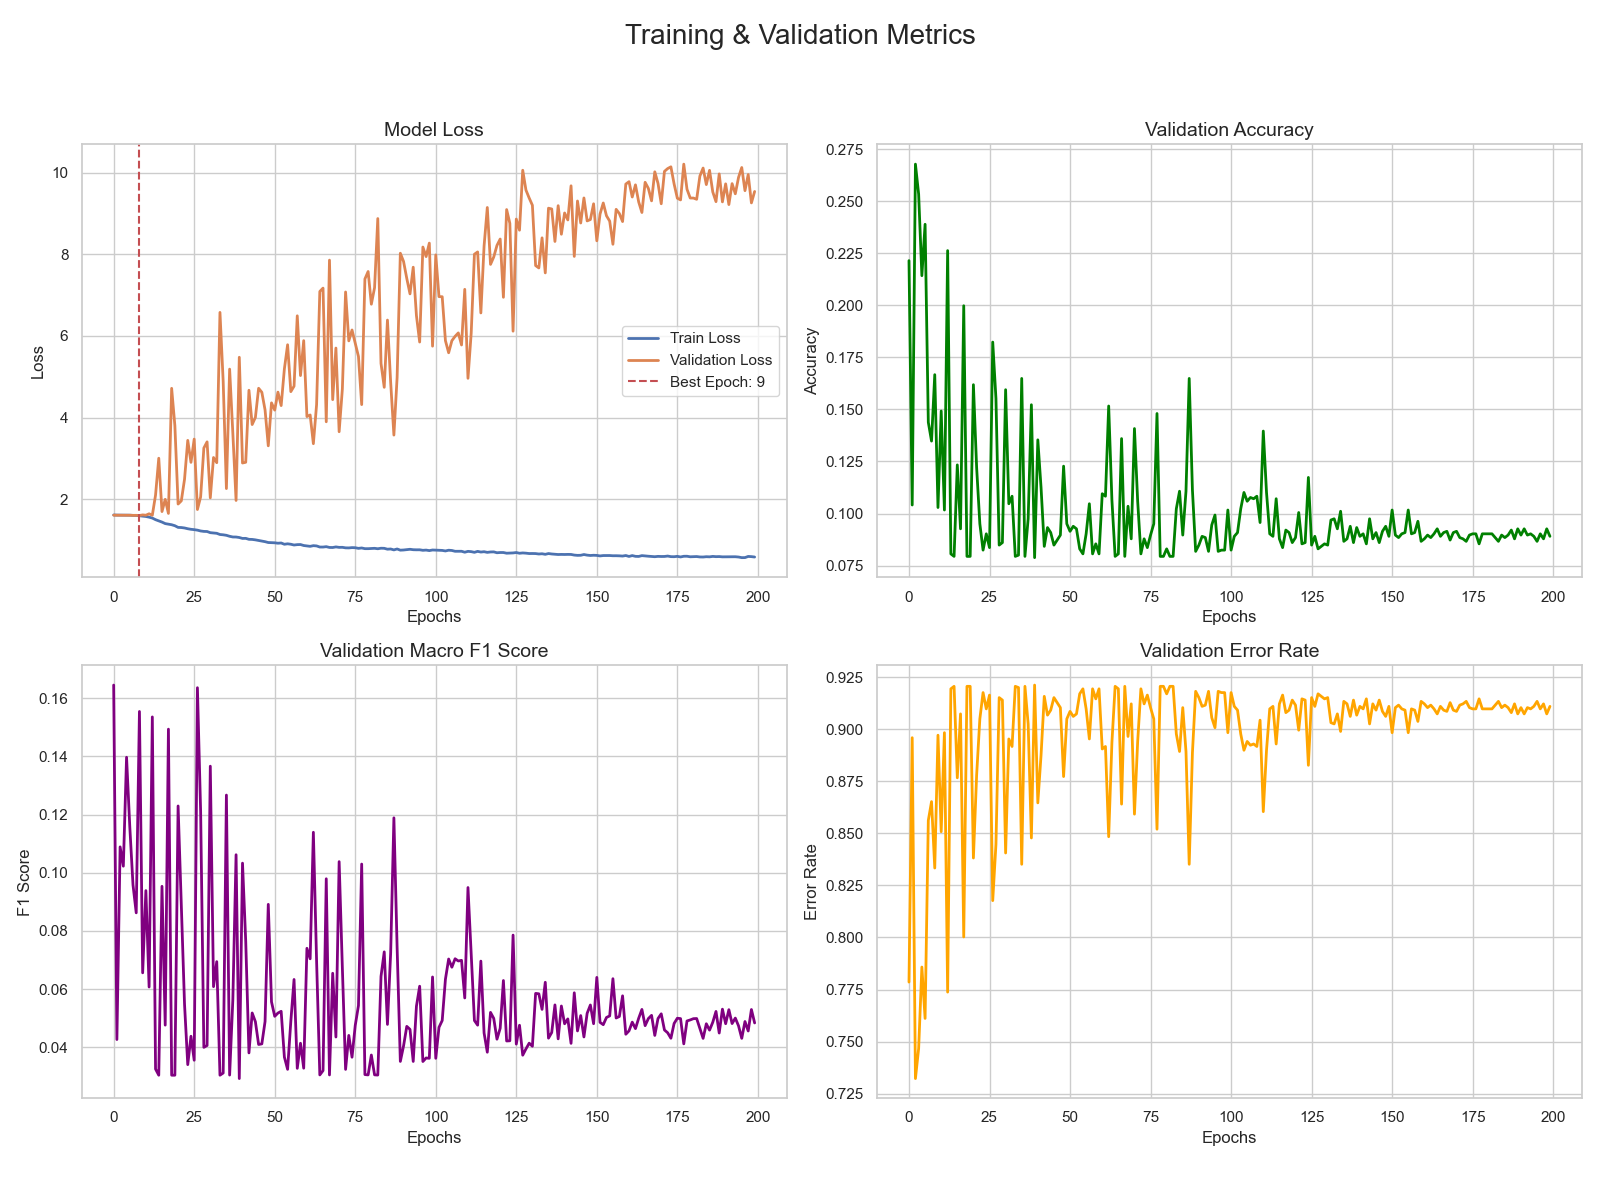 Training & Validation Metrics
Model Loss
Loss
10
8
6
4
2
Train Loss
Validation Loss
Best Epoch: 9
0 25 50 75 100 125 150 175 200
Epochs
Validation Accuracy
Accuracy
0.275
0.250
0.225
0.200
0.175
0.150
0.125
0.100
0.075
0 25 50 75 100 125 150 175 200
Epochs
Validation Macro F1 Score
F1 Score
0.16
0.14
0.12
0.10
0.08
0.06
0.04
0 25 50 75 100 125 150 175 200
Epochs
Validation Error Rate
Error Rate
0.925
0.900
0.875
0.850
0.825
0.800
0.775
0.750
0.725
0 25 50 75 100 125 150 175 200
Epochs